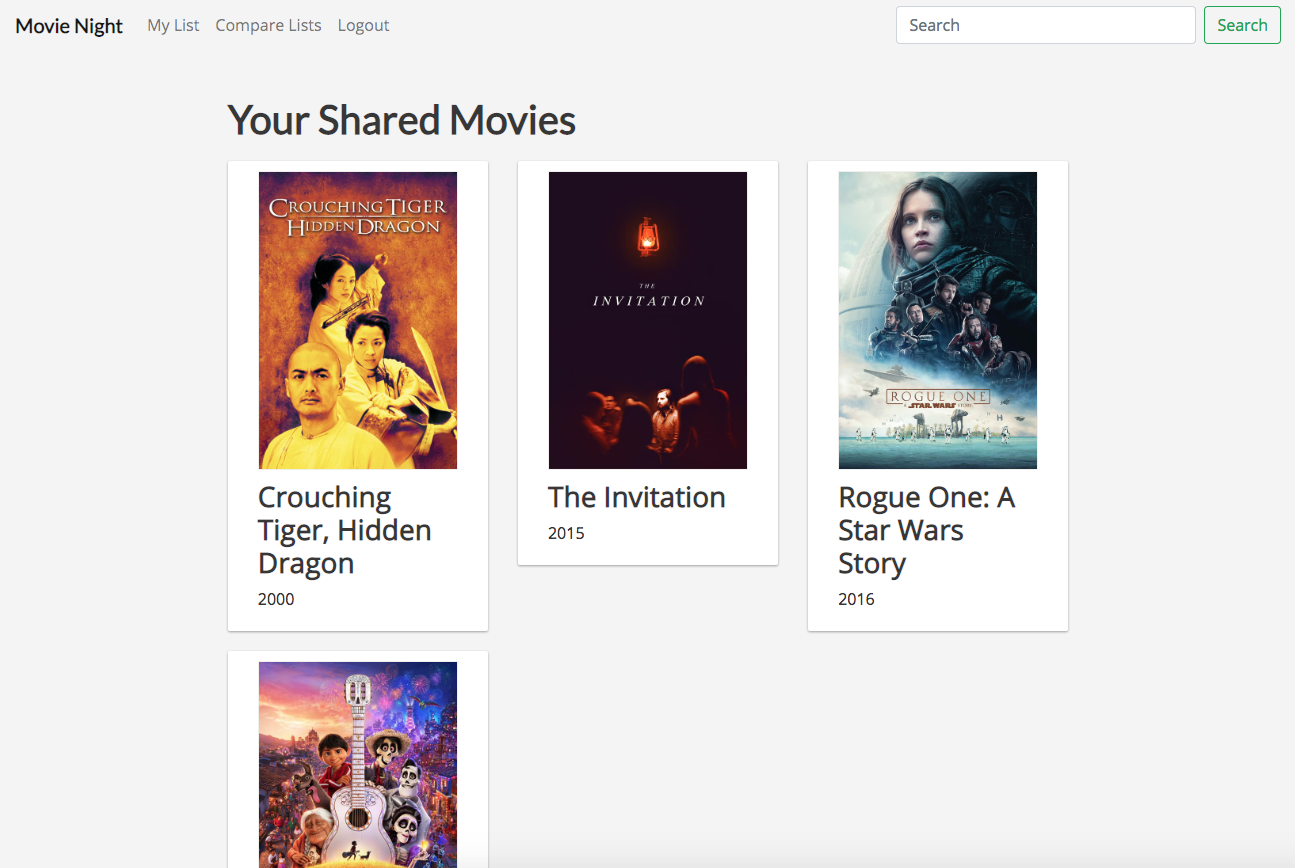 Movie Night My List Compare Lists Logout Search Search
Your Shared Movies
CROUCHING TIGER
HIDDEN DRAGON
THE
INVITATION
ROGUE ONE
A STAR WARS STORY
Crouching
Tiger, Hidden
Dragon
2000
The Invitation
2015
Rogue One: A
Star Wars
Story
2016